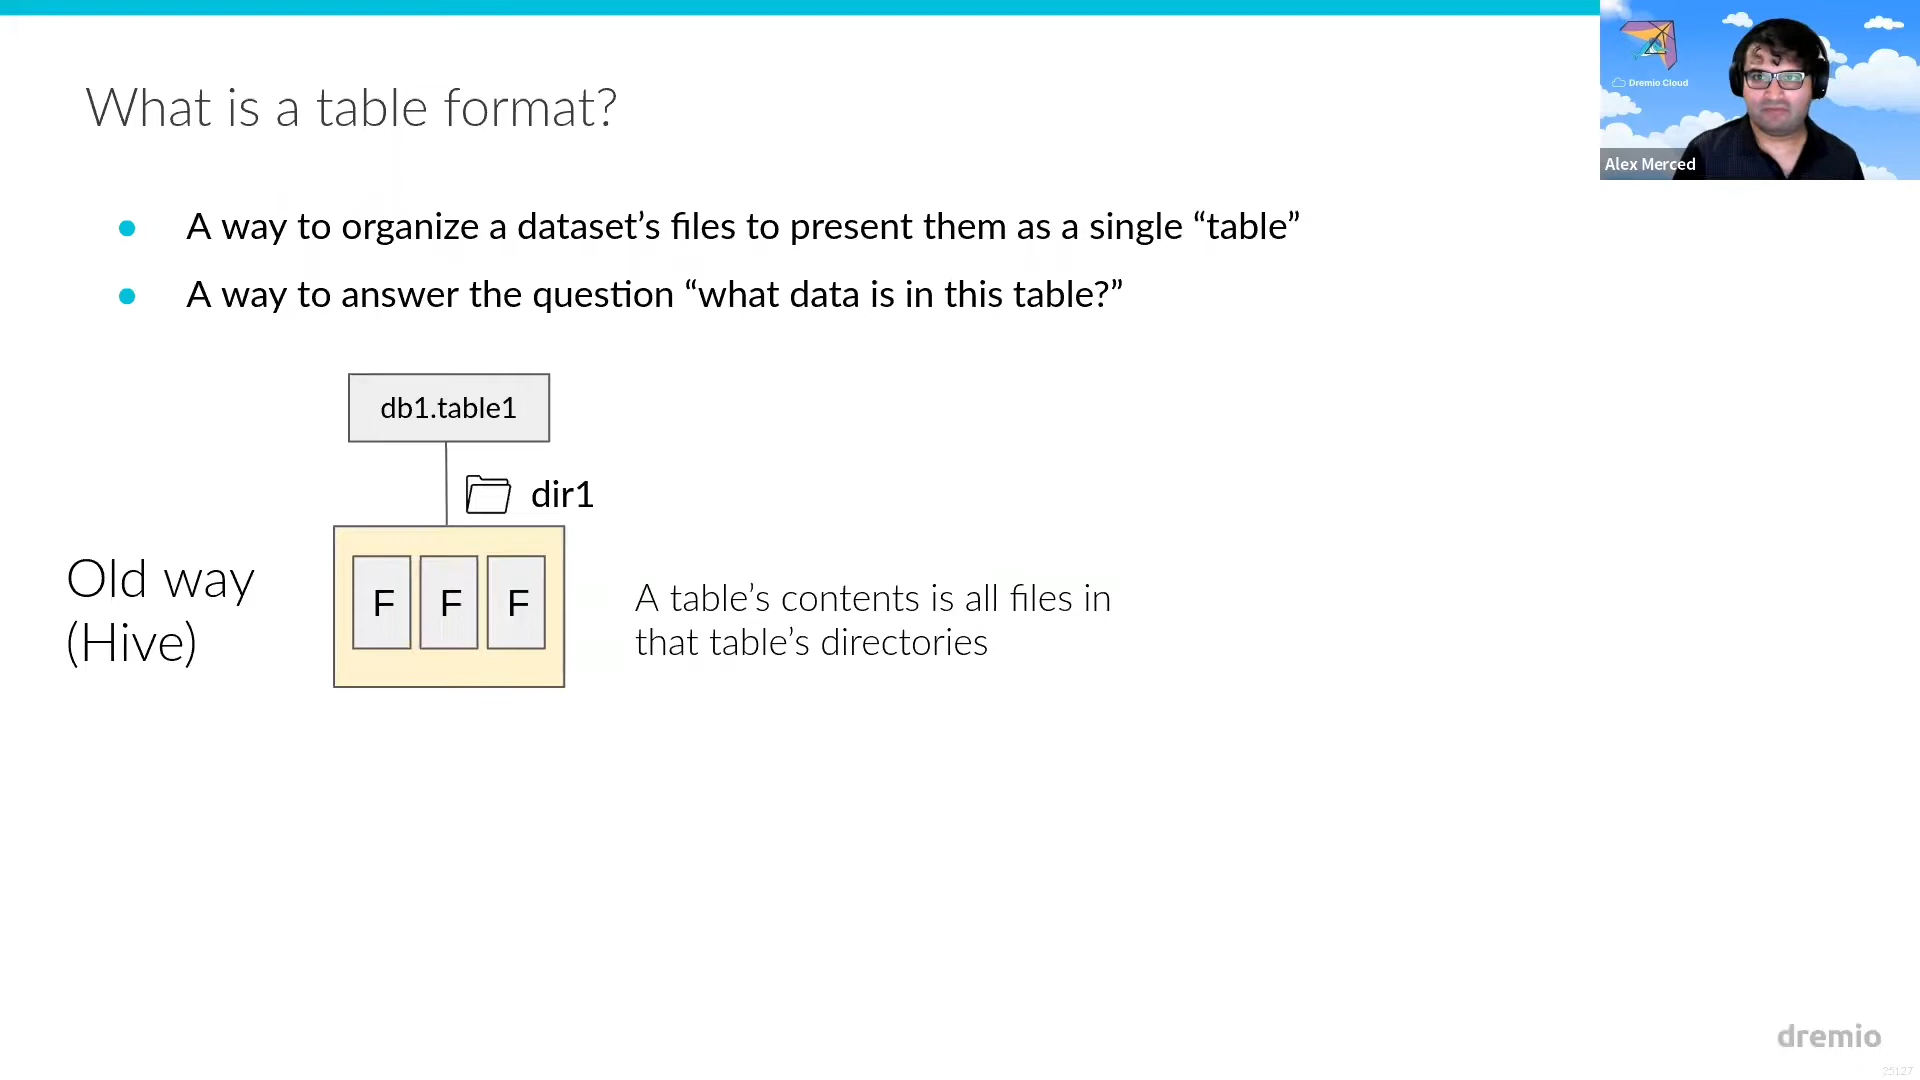 What is a table format?
Dremio Cloud
Alex Merced
● A way to organize a dataset’s files to present them as a single “table”
● A way to answer the question “what data is in this table?”
db1.table1
dir1
Old way
(Hive)
F F F
A table’s contents is all files in
that table’s directories
dremio
25127